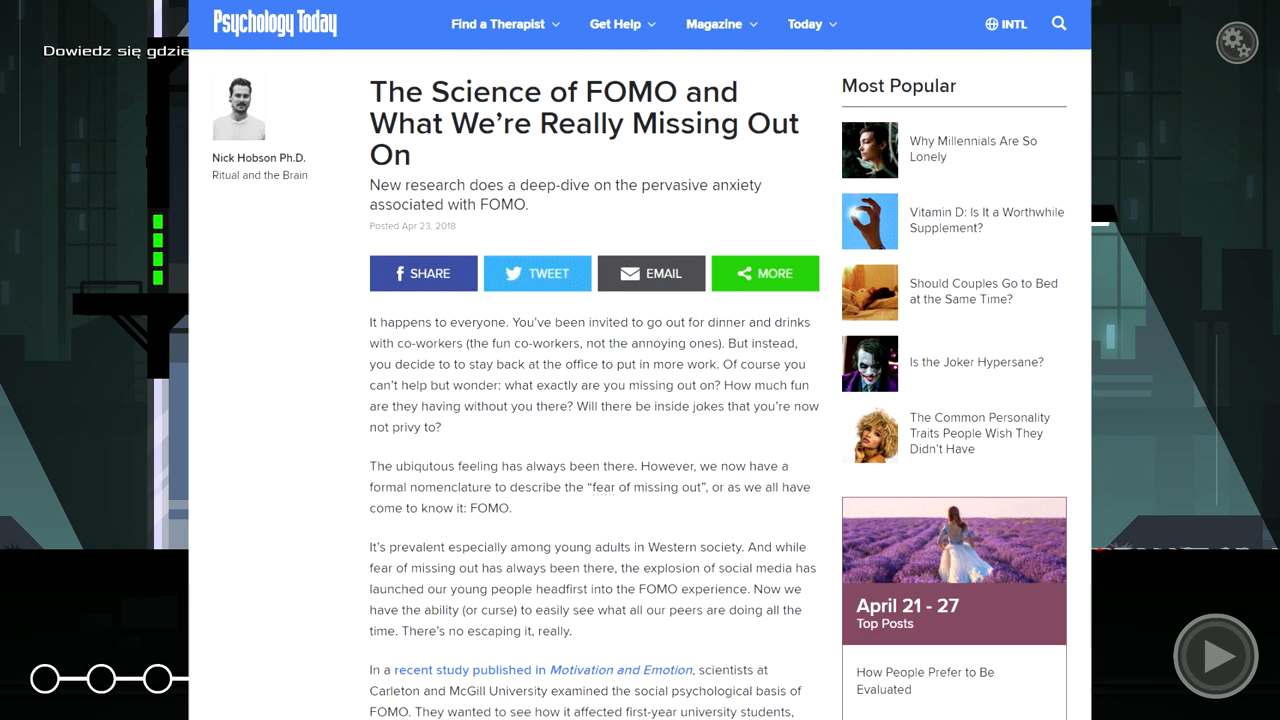 Psychology Today
Find a Therapist
Get Help
Magazine
Today
INTL
Dowiedz się gdzie
Nick Hobson Ph.D.
Ritual and the Brain
The Science of FOMO and
What We're Really Missing Out
On
New research does a deep-dive on the pervasive anxiety
associated with FOMO.
Posted Apr 23, 2018
SHARE
TWEET
EMAIL
MORE
It happens to everyone. You've been invited to go out for dinner and drinks
with co-workers (the fun co-workers, not the annoying ones). But instead,
you decide to to stay back at the office to put in more work. Of course you
can't help but wonder: what exactly are you missing out on? How much fun
are they having without you there? Will there be inside jokes that you're now
not privy to?
The ubiqutous feeling has always been there. However, we now have a
formal nomenclature to describe the “fear of missing out”, or as we all have
come to know it: FOMO.
It's prevalent especially among young adults in Western society. And while
fear of missing out has always been there, the explosion of social media has
launched our young people headfirst into the FOMO experience. Now we
have the ability (or curse) to easily see what all our peers are doing all the
time. There's no escaping it, really.
In a recent study published in Motivation and Emotion, scientists at
Carleton and McGill University examined the social psychological basis of
FOMO. They wanted to see how it affected first-year university students,
Most Popular
Why Millennials Are So
Lonely
Vitamin D: Is It a Worthwhile
Supplement?
Should Couples Go to Bed
at the Same Time?
Is the Joker Hypersane?
The Common Personality
Traits People Wish They
Didn't Have
April 21 - 27
Top Posts
How People Prefer to Be
Evaluated